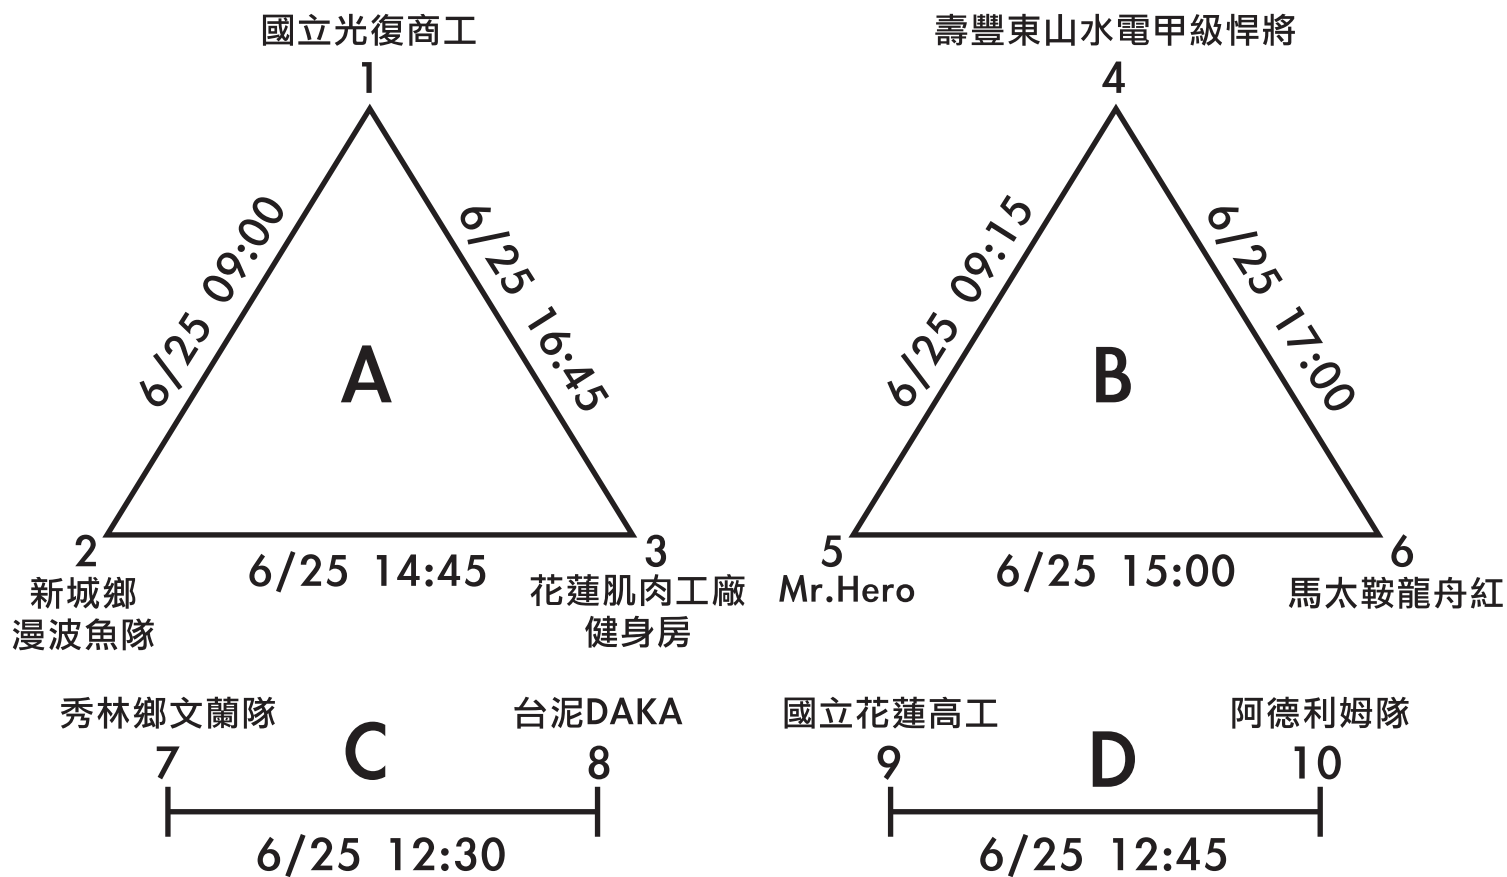 國立光復商工
1
6/25 09:00
6/25 16:45
A
2
新城鄉
漫波魚隊
6/25 14:45
3
花蓮肌肉工廠
健身房
壽豐東山水電甲級悍將
4
6/25 09:15
6/25 17:00
B
5
Mr.Hero
6/25 15:00
6
馬太鞍龍舟紅
秀林鄉文蘭隊
7
C
台泥DAKA
8
6/25 12:30
國立花蓮高工
9
D
阿德利姆隊
10
6/25 12:45